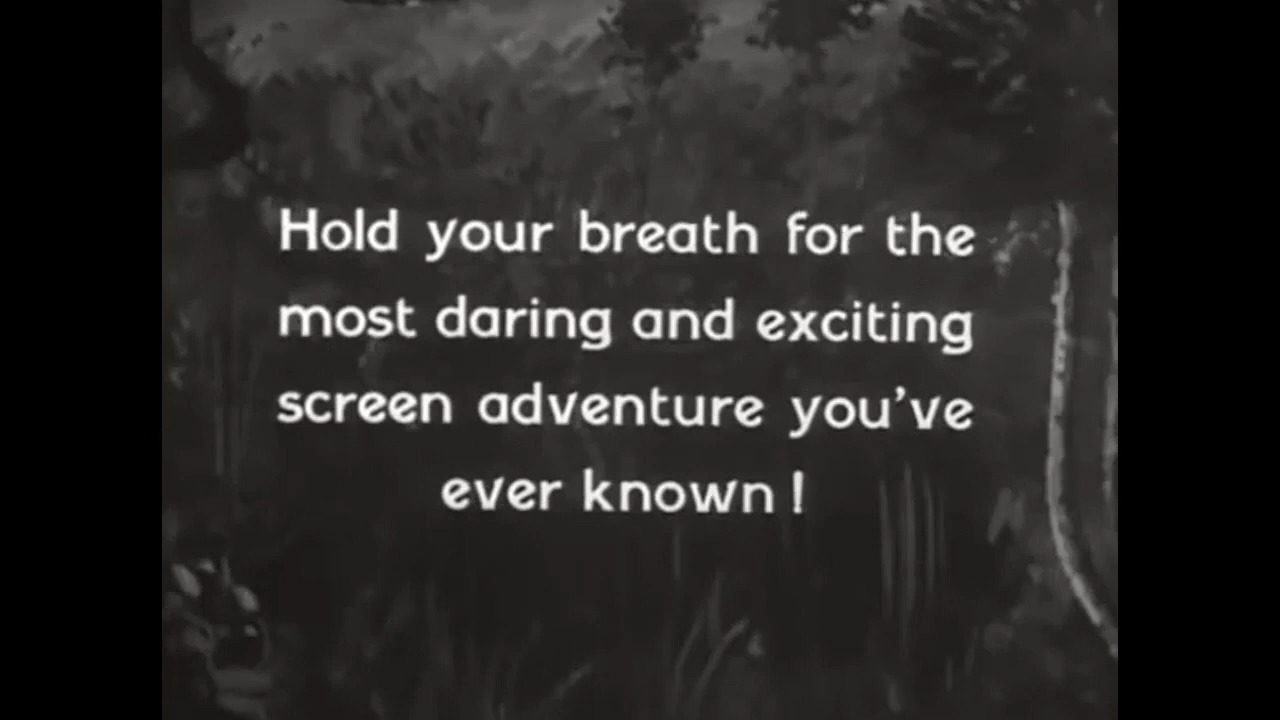 Hold your breath for the
most daring and exciting
screen adventure you've
ever known!